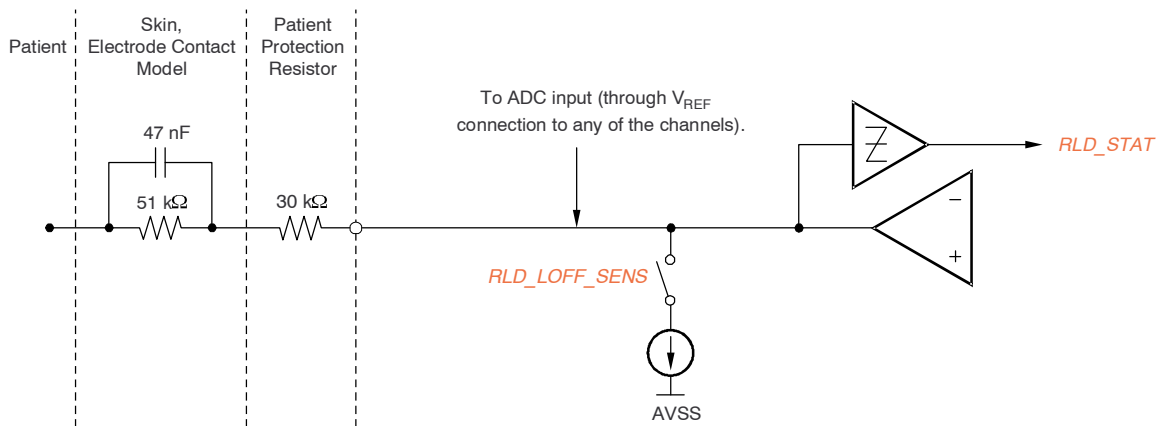 Patient
Skin,
Electrode Contact
Model
Patient
Protection
Resistor
47 nF
51 kΩ
30 kΩ
To ADC input (through VREF
connection to any of the channels).
RLD_STAT
RLD_LOFF_SENS
−
+
AVSS